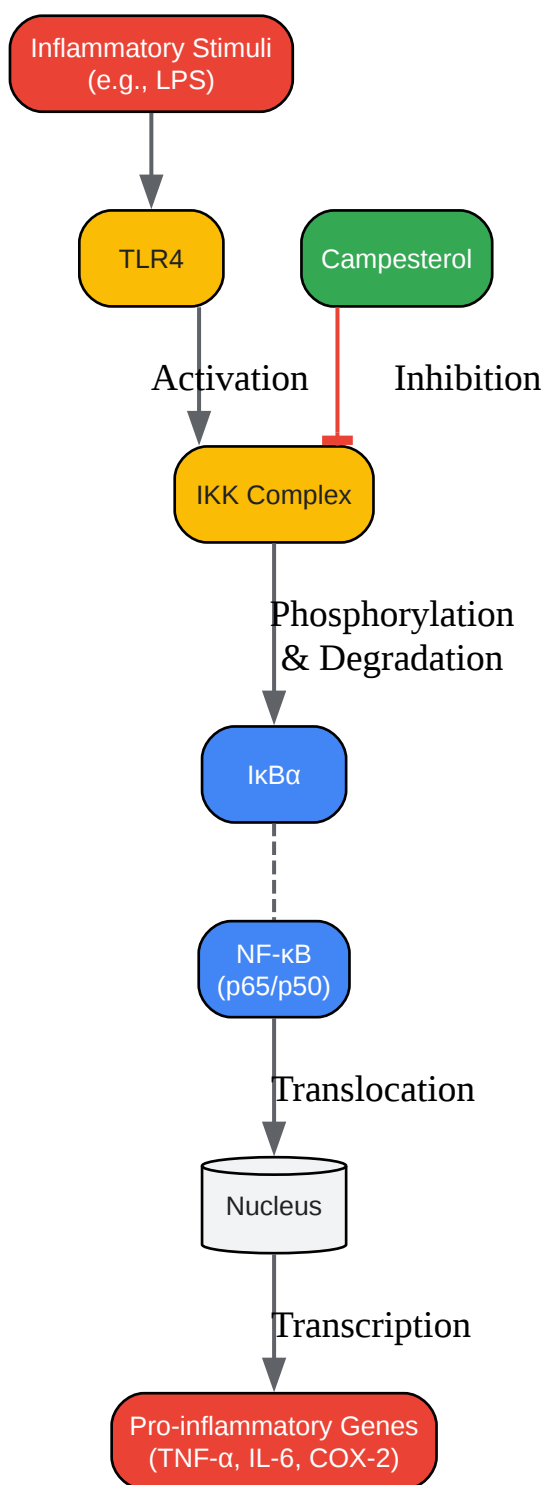 Inflammatory Stimuli
(e.g., LPS)
TLR4
Campesterol
Activation
Inhibition
IKK Complex
Phosphorylation
& Degradation
IκBα
NF-κB
(p65/p50)
Translocation
Nucleus
Transcription
Pro-inflammatory Genes
(TNF-α, IL-6, COX-2)